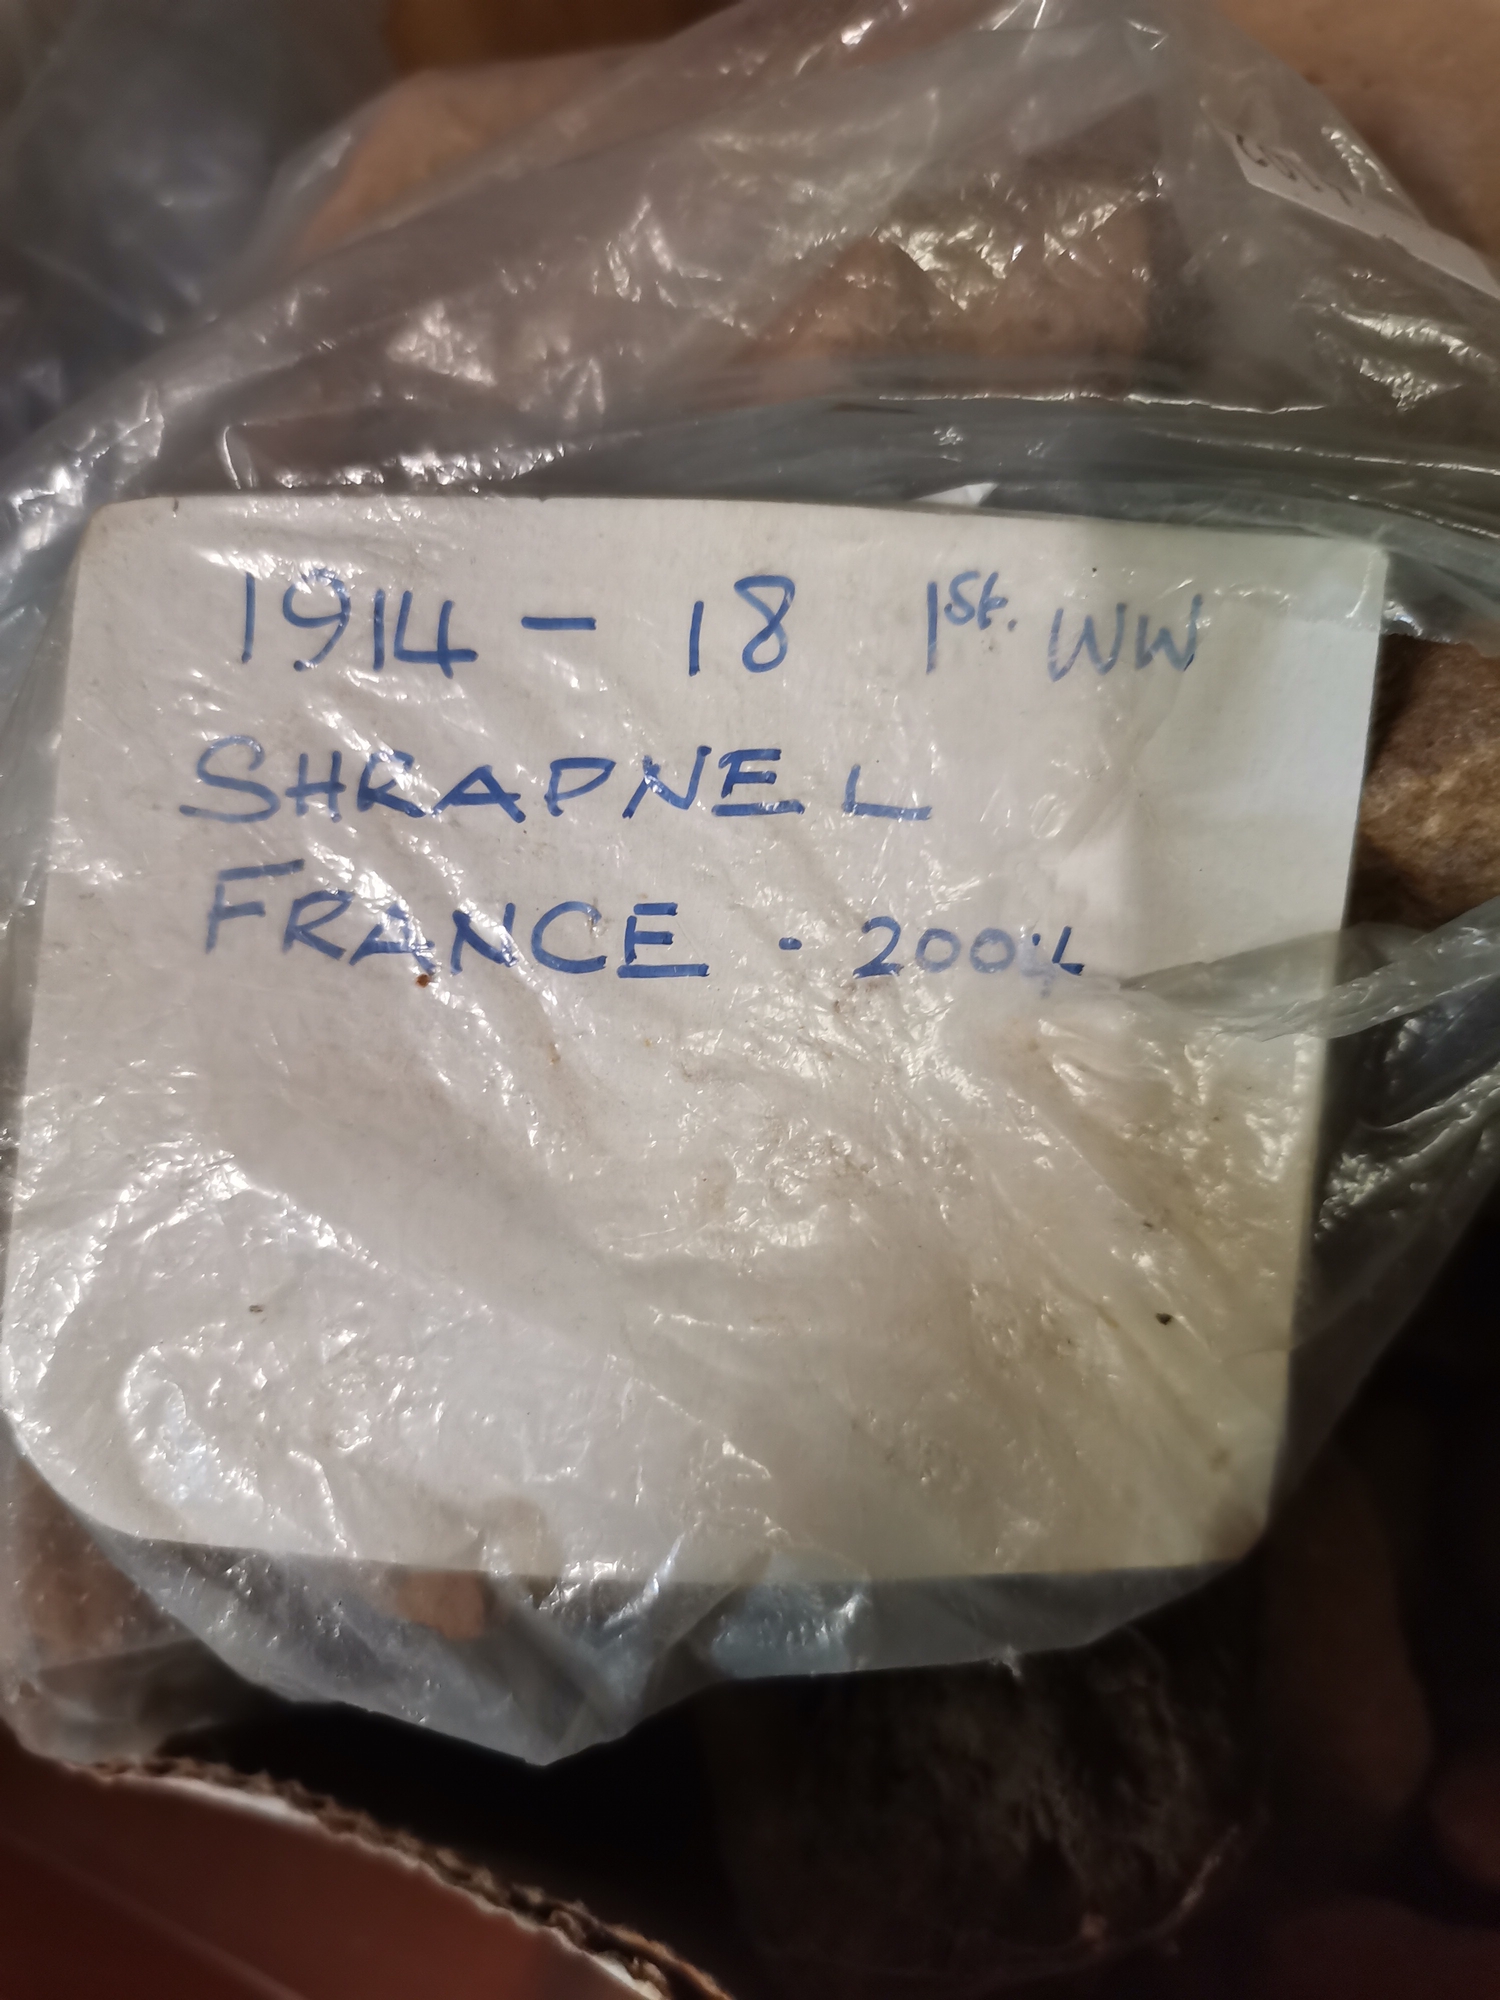 1914 - 18 1st. WW
SHRAPNEL
FRANCE . 2004